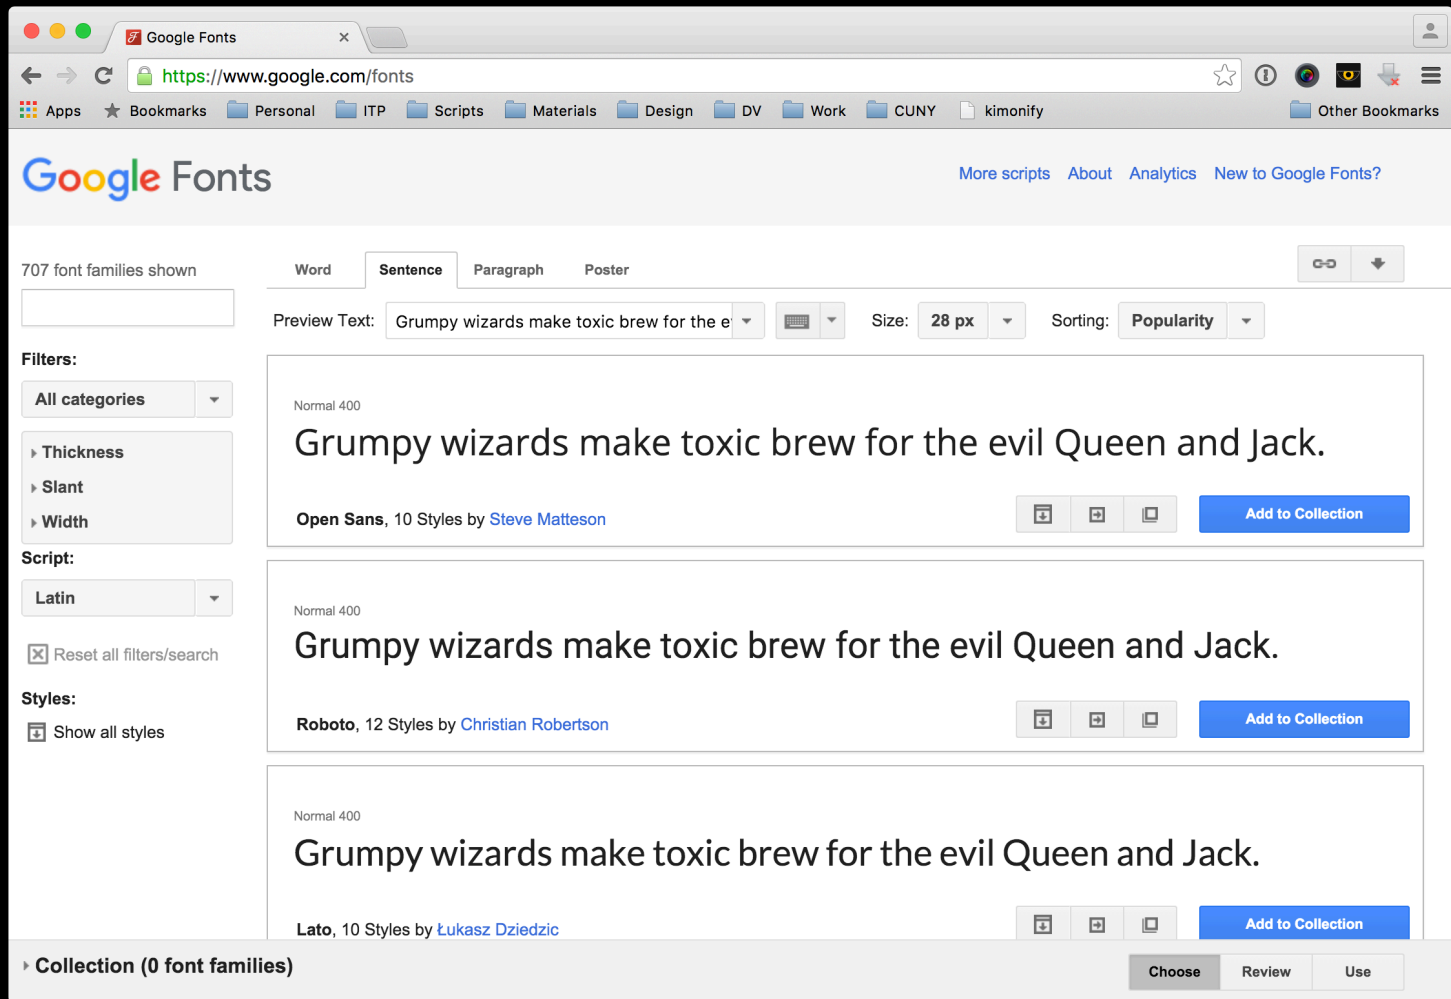 Google Fonts
https://www.google.com/fonts
Apps Bookmarks Personal ITP Scripts Materials Design DV Work CUNY kimonify Other Bookmarks
Google Fonts
More scripts About Analytics New to Google Fonts?
707 font families shown
Word Sentence Paragraph Poster
Preview Text: Grumpy wizards make toxic brew for the e Size: 28 px Sorting: Popularity
Filters:
All categories
Thickness
Slant
Width
Script:
Latin
Reset all filters/search
Styles:
Show all styles
Normal 400
Grumpy wizards make toxic brew for the evil Queen and Jack.
Open Sans, 10 Styles by Steve Matteson Add to Collection
Normal 400
Grumpy wizards make toxic brew for the evil Queen and Jack.
Roboto, 12 Styles by Christian Robertson Add to Collection
Normal 400
Grumpy wizards make toxic brew for the evil Queen and Jack.
Lato, 10 Styles by Łukasz Dziedzic Add to Collection
Collection (0 font families) Choose Review Use